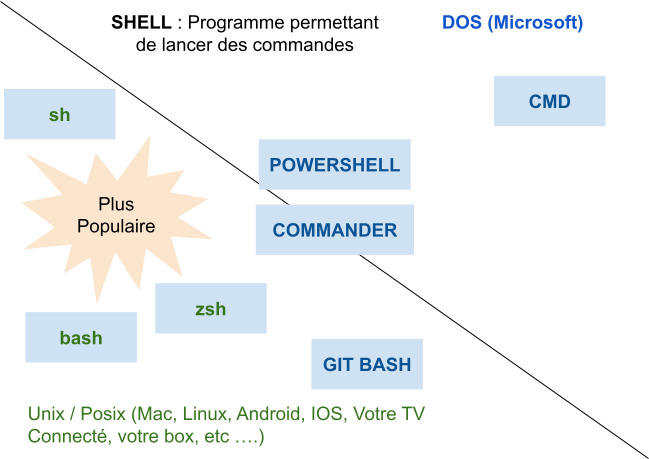 SHELL : Programme permettant
de lancer des commandes
DOS (Microsoft)
CMD
sh
POWERSHELL
Plus
Populaire
COMMANDER
zsh
bash
GIT BASH
Unix / Posix (Mac, Linux, Android, IOS, Votre TV
Connecté, votre box, etc ….)